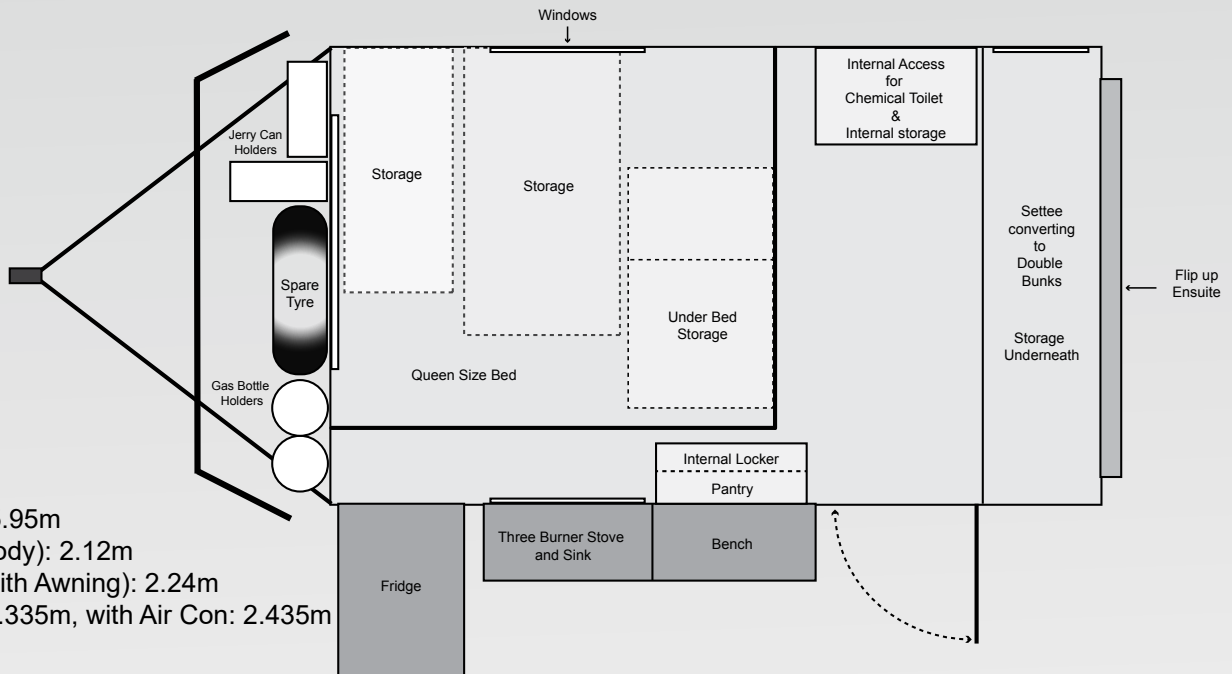 Windows
Internal Access
for
Chemical Toilet
&
Internal storage
Jerry Can
Holders
Storage
Storage
Settee
converting
to
Double
Bunks
Storage
Underneath
Flip up
Ensuite
Spare
Tyre
Under Bed
Storage
Gas Bottle
Holders
Queen Size Bed
Internal Locker
Pantry
Three Burner Stove
and Sink
Bench
Fridge
.95m
ody): 2.12m
ith Awning): 2.24m
.335m, with Air Con: 2.435m